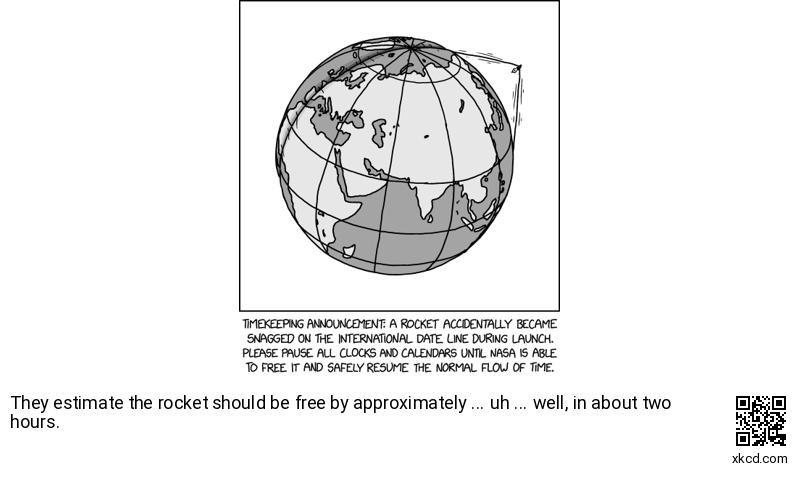 TIMEKEEPING ANNOUNCEMENT: A ROCKET ACCIDENTALLY BECAME
SNAGGED ON THE INTERNATIONAL DATE LINE DURING LAUNCH.
PLEASE PAUSE ALL CLOCKS AND CALENDARS UNTIL NASA IS ABLE
TO FREE IT AND SAFELY RESUME THE NORMAL FLOW OF TIME.
They estimate the rocket should be free by approximately ... uh ... well, in about two
hours.
xkcd.com